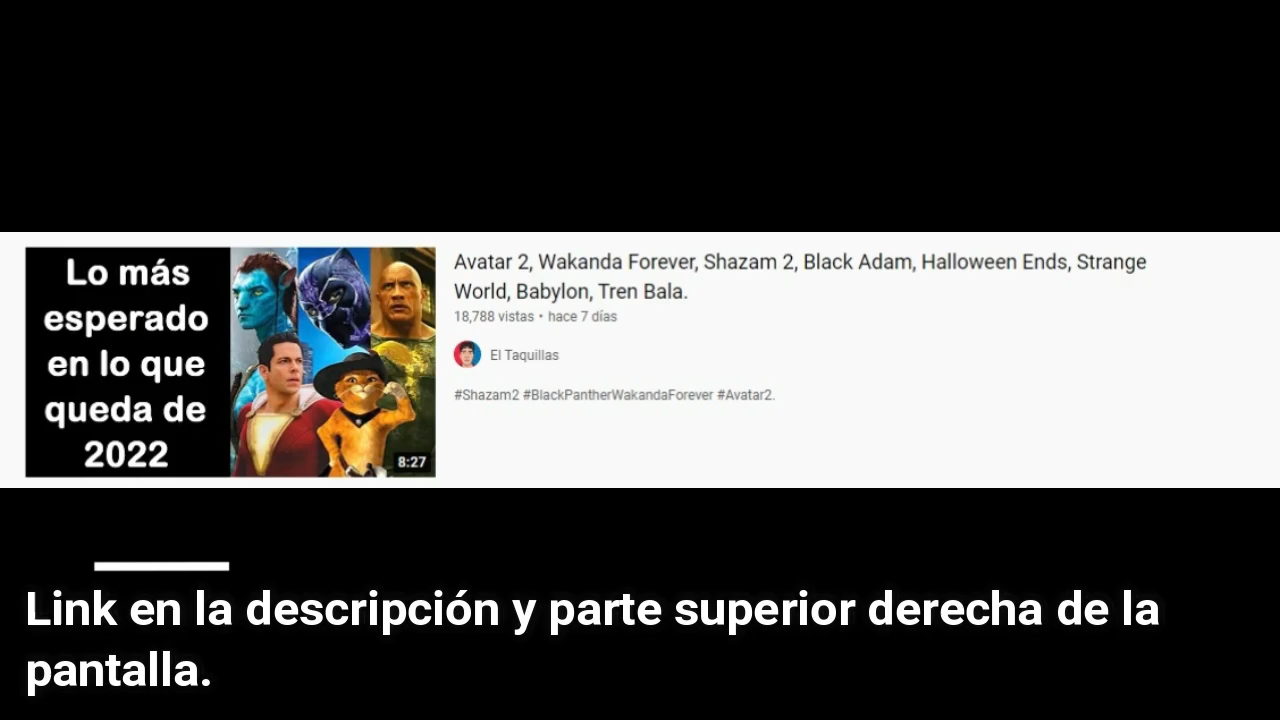 Lo más
esperado
en lo que
queda de
2022
8:27
Avatar 2, Wakanda Forever, Shazam 2, Black Adam, Halloween Ends, Strange
World, Babylon, Tren Bala.
18,788 vistas • hace 7 días
El Taquillas
#Shazam2 #BlackPantherWakandaForever #Avatar2.
Link en la descripción y parte superior derecha de la
pantalla.